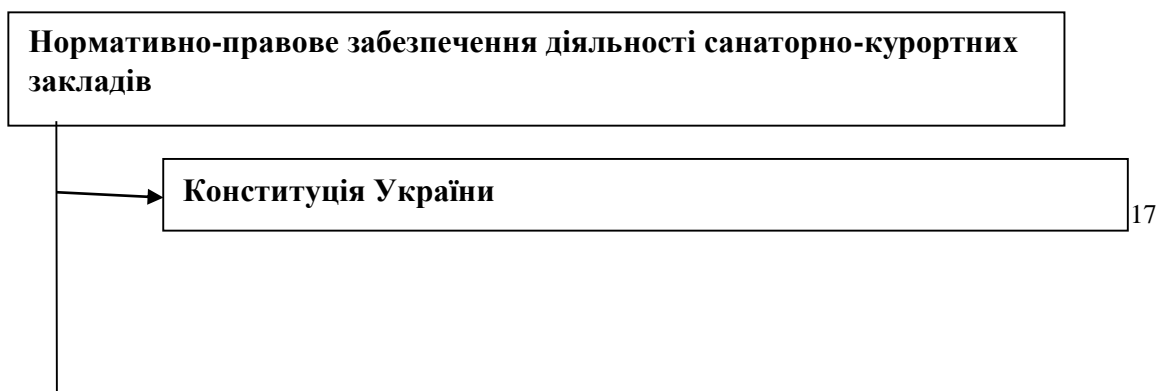 Нормативно-правове забезпечення діяльності санаторно-курортних
закладів
Конституція України
17